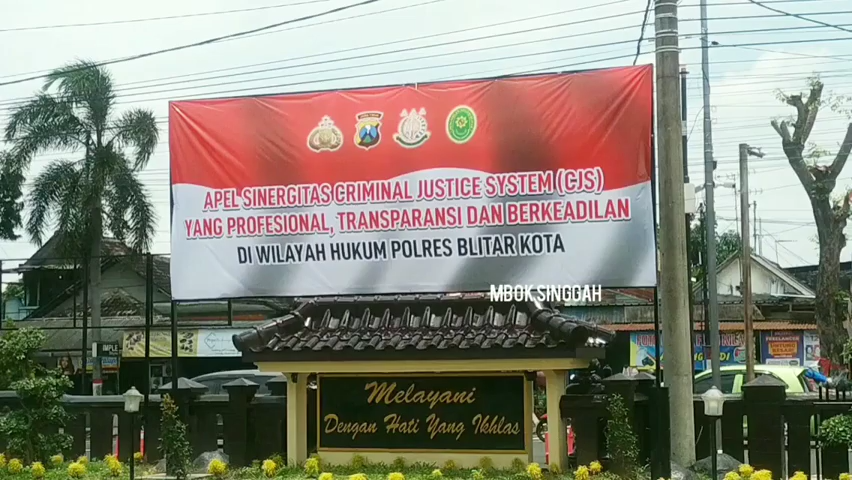 APEL SINERGITAS CRIMINAL JUSTICE SYSTEM (CJS)
YANG PROFESIONAL, TRANSPARANSI DAN BERKEADILAN
DI WILAYAH HUKUM POLRES BLITAR KOTA
MBOK SINGGAH
Melayani
Dengan Hati Yang Ikhlas